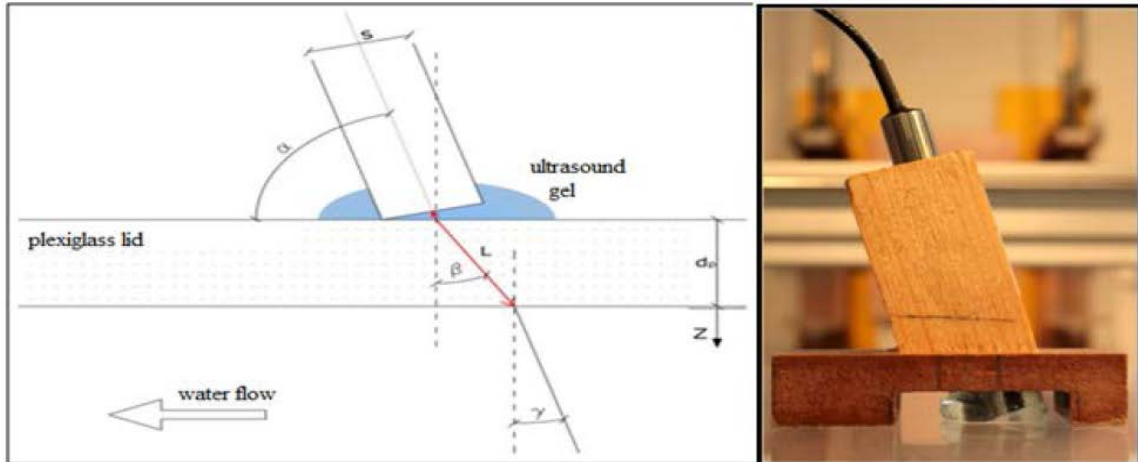 S
α
ultrasound
gel
plexiglass lid
L
β
dₚ
Z
water flow
γ